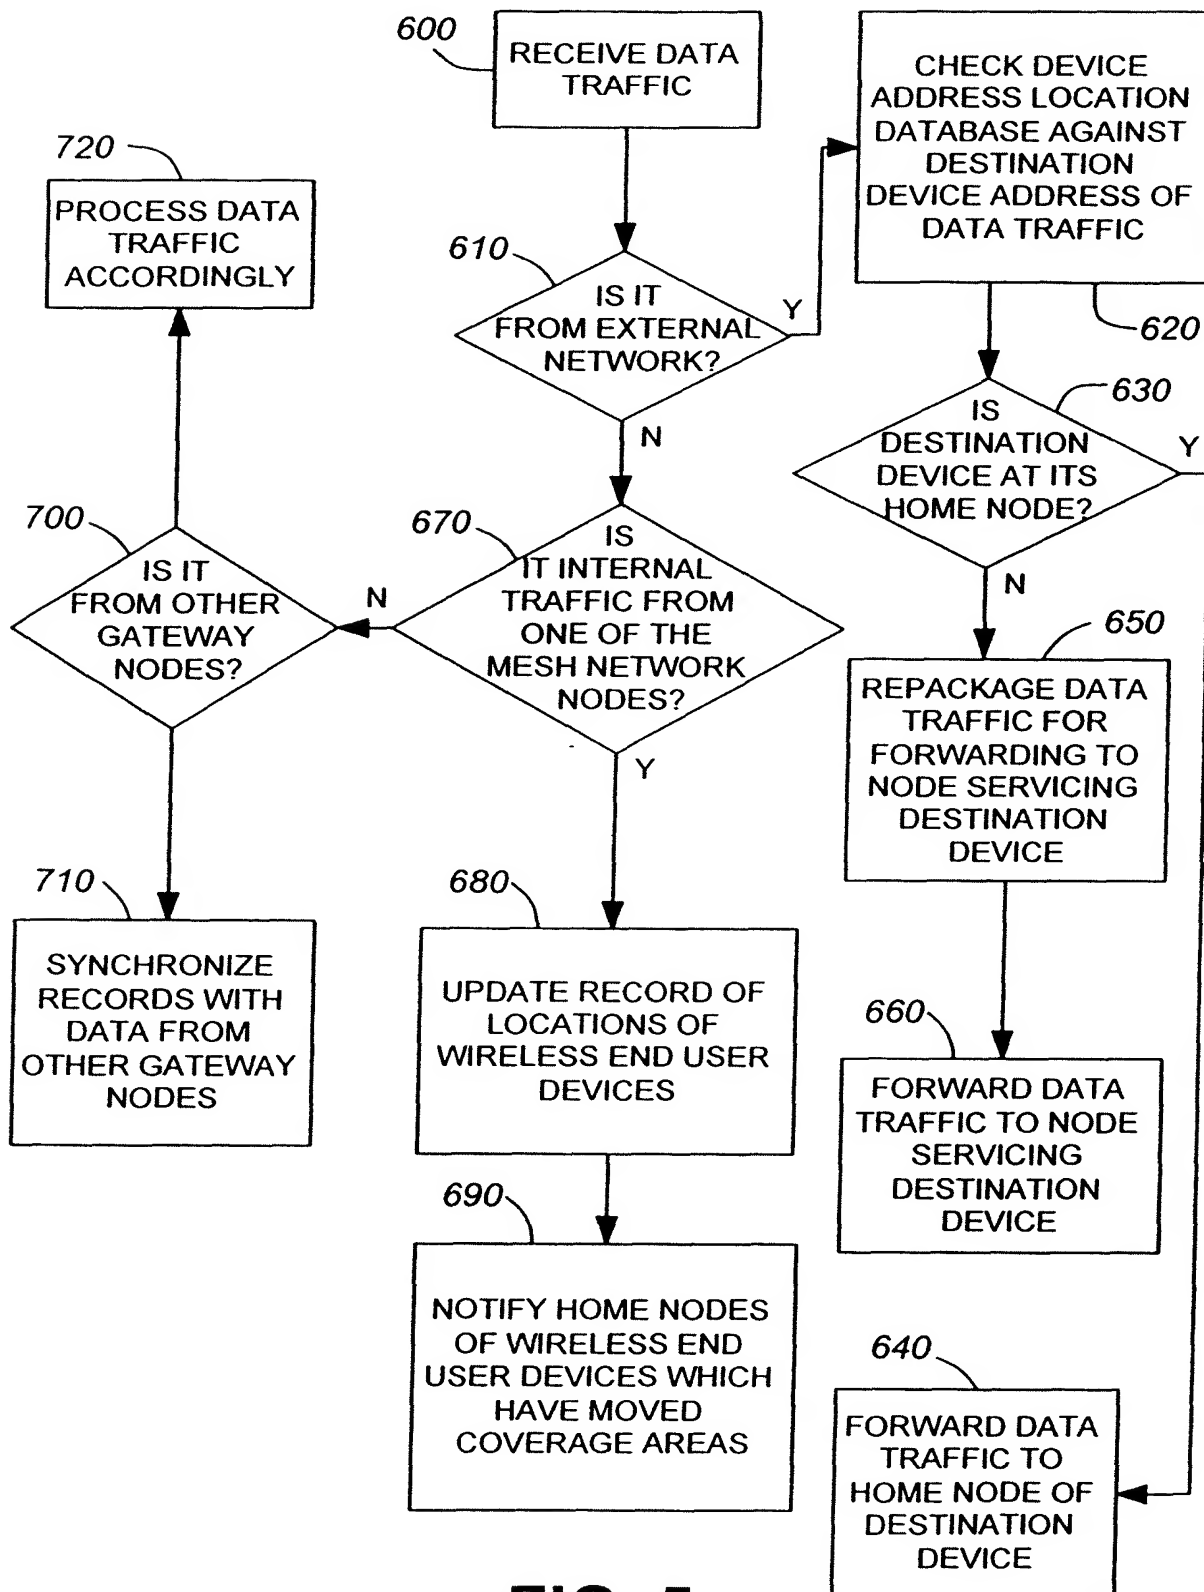 600
RECEIVE DATA
TRAFFIC
610
IS IT
FROM EXTERNAL
NETWORK?
Y
N
CHECK DEVICE
ADDRESS LOCATION
DATABASE AGAINST
DESTINATION
DEVICE ADDRESS OF
DATA TRAFFIC
620
630
IS
DESTINATION
DEVICE AT ITS
HOME NODE?
Y
N
650
REPACKAGE DATA
TRAFFIC FOR
FORWARDING TO
NODE SERVICING
DESTINATION
DEVICE
660
FORWARD DATA
TRAFFIC TO NODE
SERVICING
DESTINATION
DEVICE
640
FORWARD DATA
TRAFFIC TO
HOME NODE OF
DESTINATION
DEVICE
670
IS
IT INTERNAL
TRAFFIC FROM
ONE OF THE
MESH NETWORK
NODES?
N
Y
680
UPDATE RECORD OF
LOCATIONS OF
WIRELESS END USER
DEVICES
690
NOTIFY HOME NODES
OF WIRELESS END
USER DEVICES WHICH
HAVE MOVED
COVERAGE AREAS
700
IS IT
FROM OTHER
GATEWAY
NODES?
720
PROCESS DATA
TRAFFIC
ACCORDINGLY
710
SYNCHRONIZE
RECORDS WITH
DATA FROM
OTHER GATEWAY
NODES